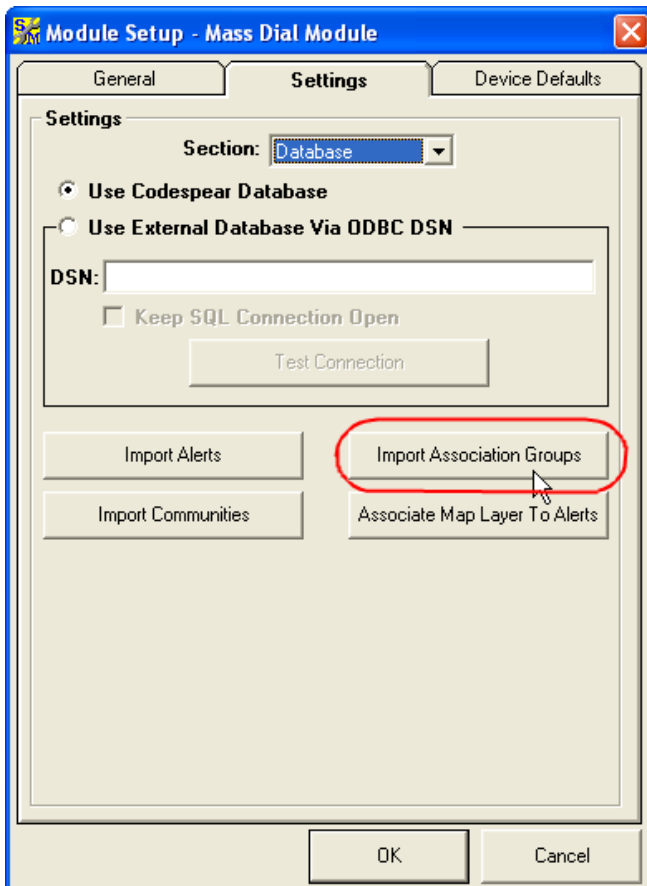 Module Setup - Mass Dial Module
General Settings Device Defaults
Settings
Section: Database
Use Codespear Database
Use External Database Via ODBC DSN
DSN:
Keep SQL Connection Open
Test Connection
Import Alerts Import Association Groups
Import Communities Associate Map Layer To Alerts
OK Cancel